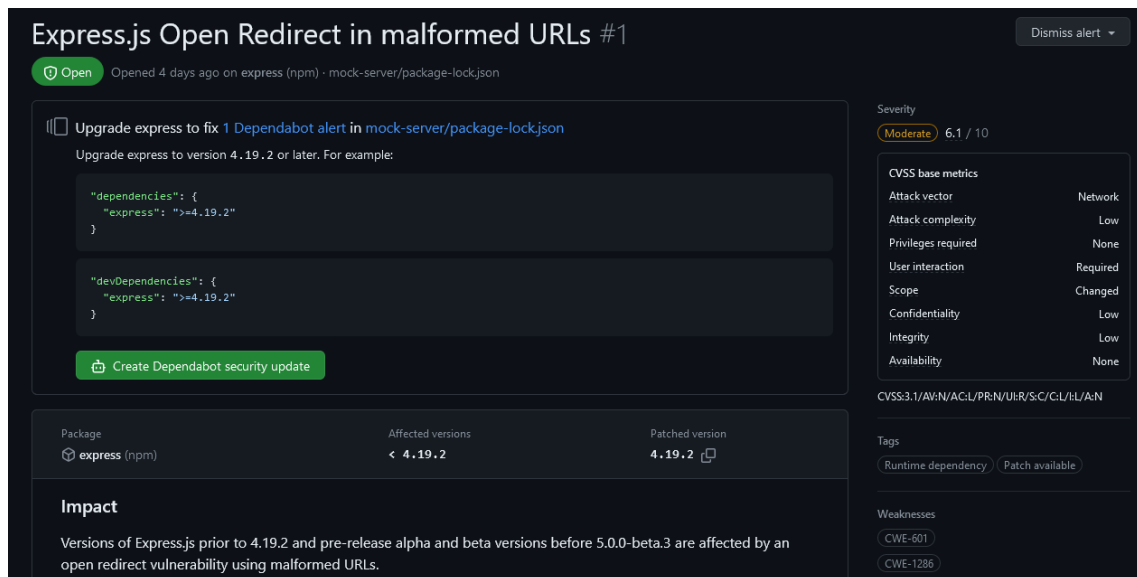 Express.js Open Redirect in malformed URLs #1
Dismiss alert
Open
Opened 4 days ago on express (npm) · mock-server/package-lock.json
Upgrade express to fix 1 Dependabot alert in mock-server/package-lock.json
Upgrade express to version 4.19.2 or later. For example:
"dependencies": {
"express": ">=4.19.2"
}
"devDependencies": {
"express": ">=4.19.2"
}
Create Dependabot security update
Package
Affected versions
Patched version
express (npm)
< 4.19.2
4.19.2
Impact
Versions of Express.js prior to 4.19.2 and pre-release alpha and beta versions before 5.0.0-beta.3 are affected by an
open redirect vulnerability using malformed URLs.
Severity
Moderate 6.1 / 10
CVSS base metrics
Attack vector Network
Attack complexity Low
Privileges required None
User interaction Required
Scope Changed
Confidentiality Low
Integrity Low
Availability None
CVSS:3.1/AV:N/AC:L/PR:N/UI:R/S:C/C:L/I:L/A:N
Tags
Runtime dependency Patch available
Weaknesses
CWE-601
CWE-1286